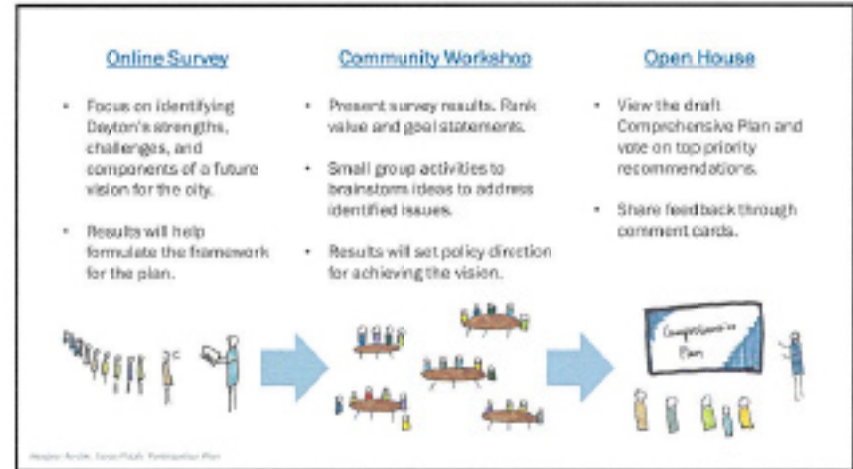 Online Survey
• Focus on identifying
Dayton's strengths,
challenges, and
components of a future
vision for the city.
• Results will help
formulate the framework
for the plan.
Community Workshop
• Present survey results. Rank
value and goal statements.
• Small group activities to
brainstorm ideas to address
identified issues.
• Results will set policy direction
for achieving the vision.
Open House
• View the draft
Comprehensive Plan and
vote on top priority
recommendations.
• Share feedback through
comment cards.
Comprehensive
Plan
Participation Plan